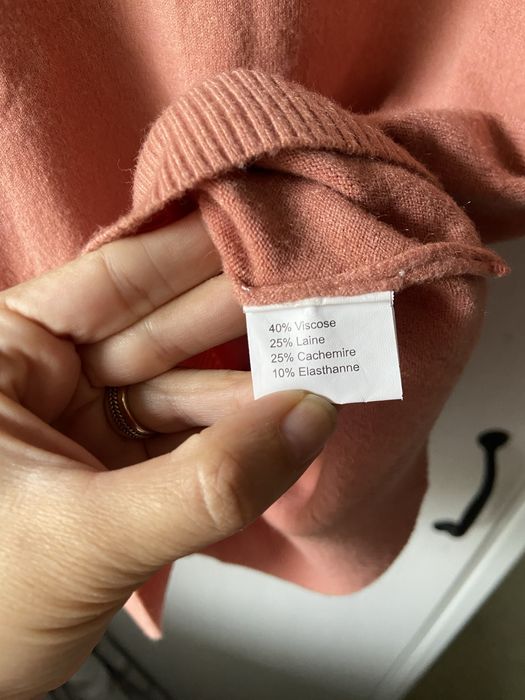 40% Viscose
25% Laine
25% Cachemire
10% Elasthanne